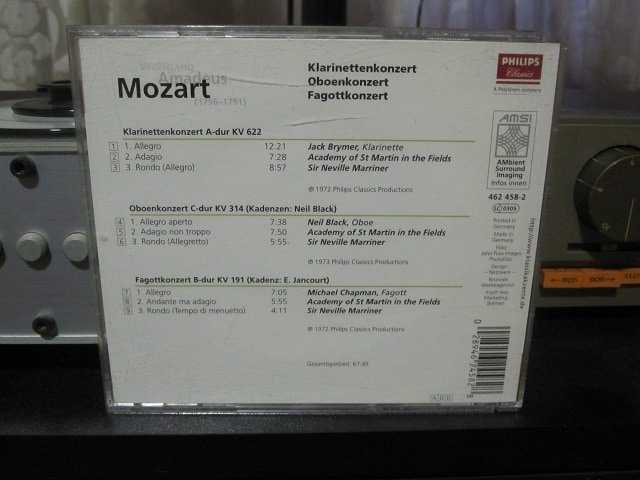 WOLFGANG
Amadeus
Mozart
(1756–1791)
Klarinettenkonzert
Oboenkonzert
Fagottkonzert
PHILIPS
Classics
Klarinettenkonzert A-dur KV 622
1 1. Allegro 12:21
2 2. Adagio 7:28
3 3. Rondo (Allegro) 8:57
Jack Brymer, Klarinette
Academy of St Martin in the Fields
Sir Neville Marriner
℗ 1972 Philips Classics Productions
Oboenkonzert C-dur KV 314 (Kadenzen: Neil Black)
4 1. Allegro aperto 7:38
5 2. Adagio non troppo 7:50
6 3. Rondo (Allegretto) 5:55
Neil Black, Oboe
Academy of St Martin in the Fields
Sir Neville Marriner
℗ 1973 Philips Classics Productions
Fagottkonzert B-dur KV 191 (Kadenz: E. Jancourt)
7 1. Allegro 7:05
8 2. Andante ma adagio 5:55
9 3. Rondo (Tempo di menuetto) 4:11
Michael Chapman, Fagott
Academy of St Martin in the Fields
Sir Neville Marriner
℗ 1972 Philips Classics Productions
AMSI
AMbient
Surround
Imaging
Infos innen
462 458-2
Printed in
Germany
Made in
Germany